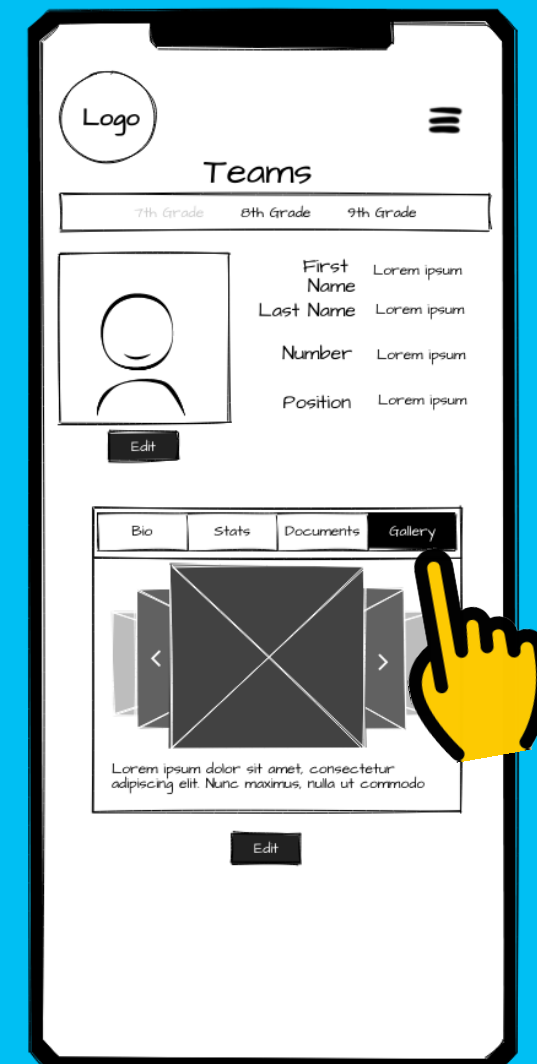 Logo
Teams
7th Grade 8th Grade 9th Grade
First Name Lorem ipsum
Last Name Lorem ipsum
Number Lorem ipsum
Position Lorem ipsum
Edit
Bio Stats Documents Gallery
Lorem ipsum dolor sit amet, consectetur
adipiscing elit. Nunc maximus, nulla ut commodo
Edit